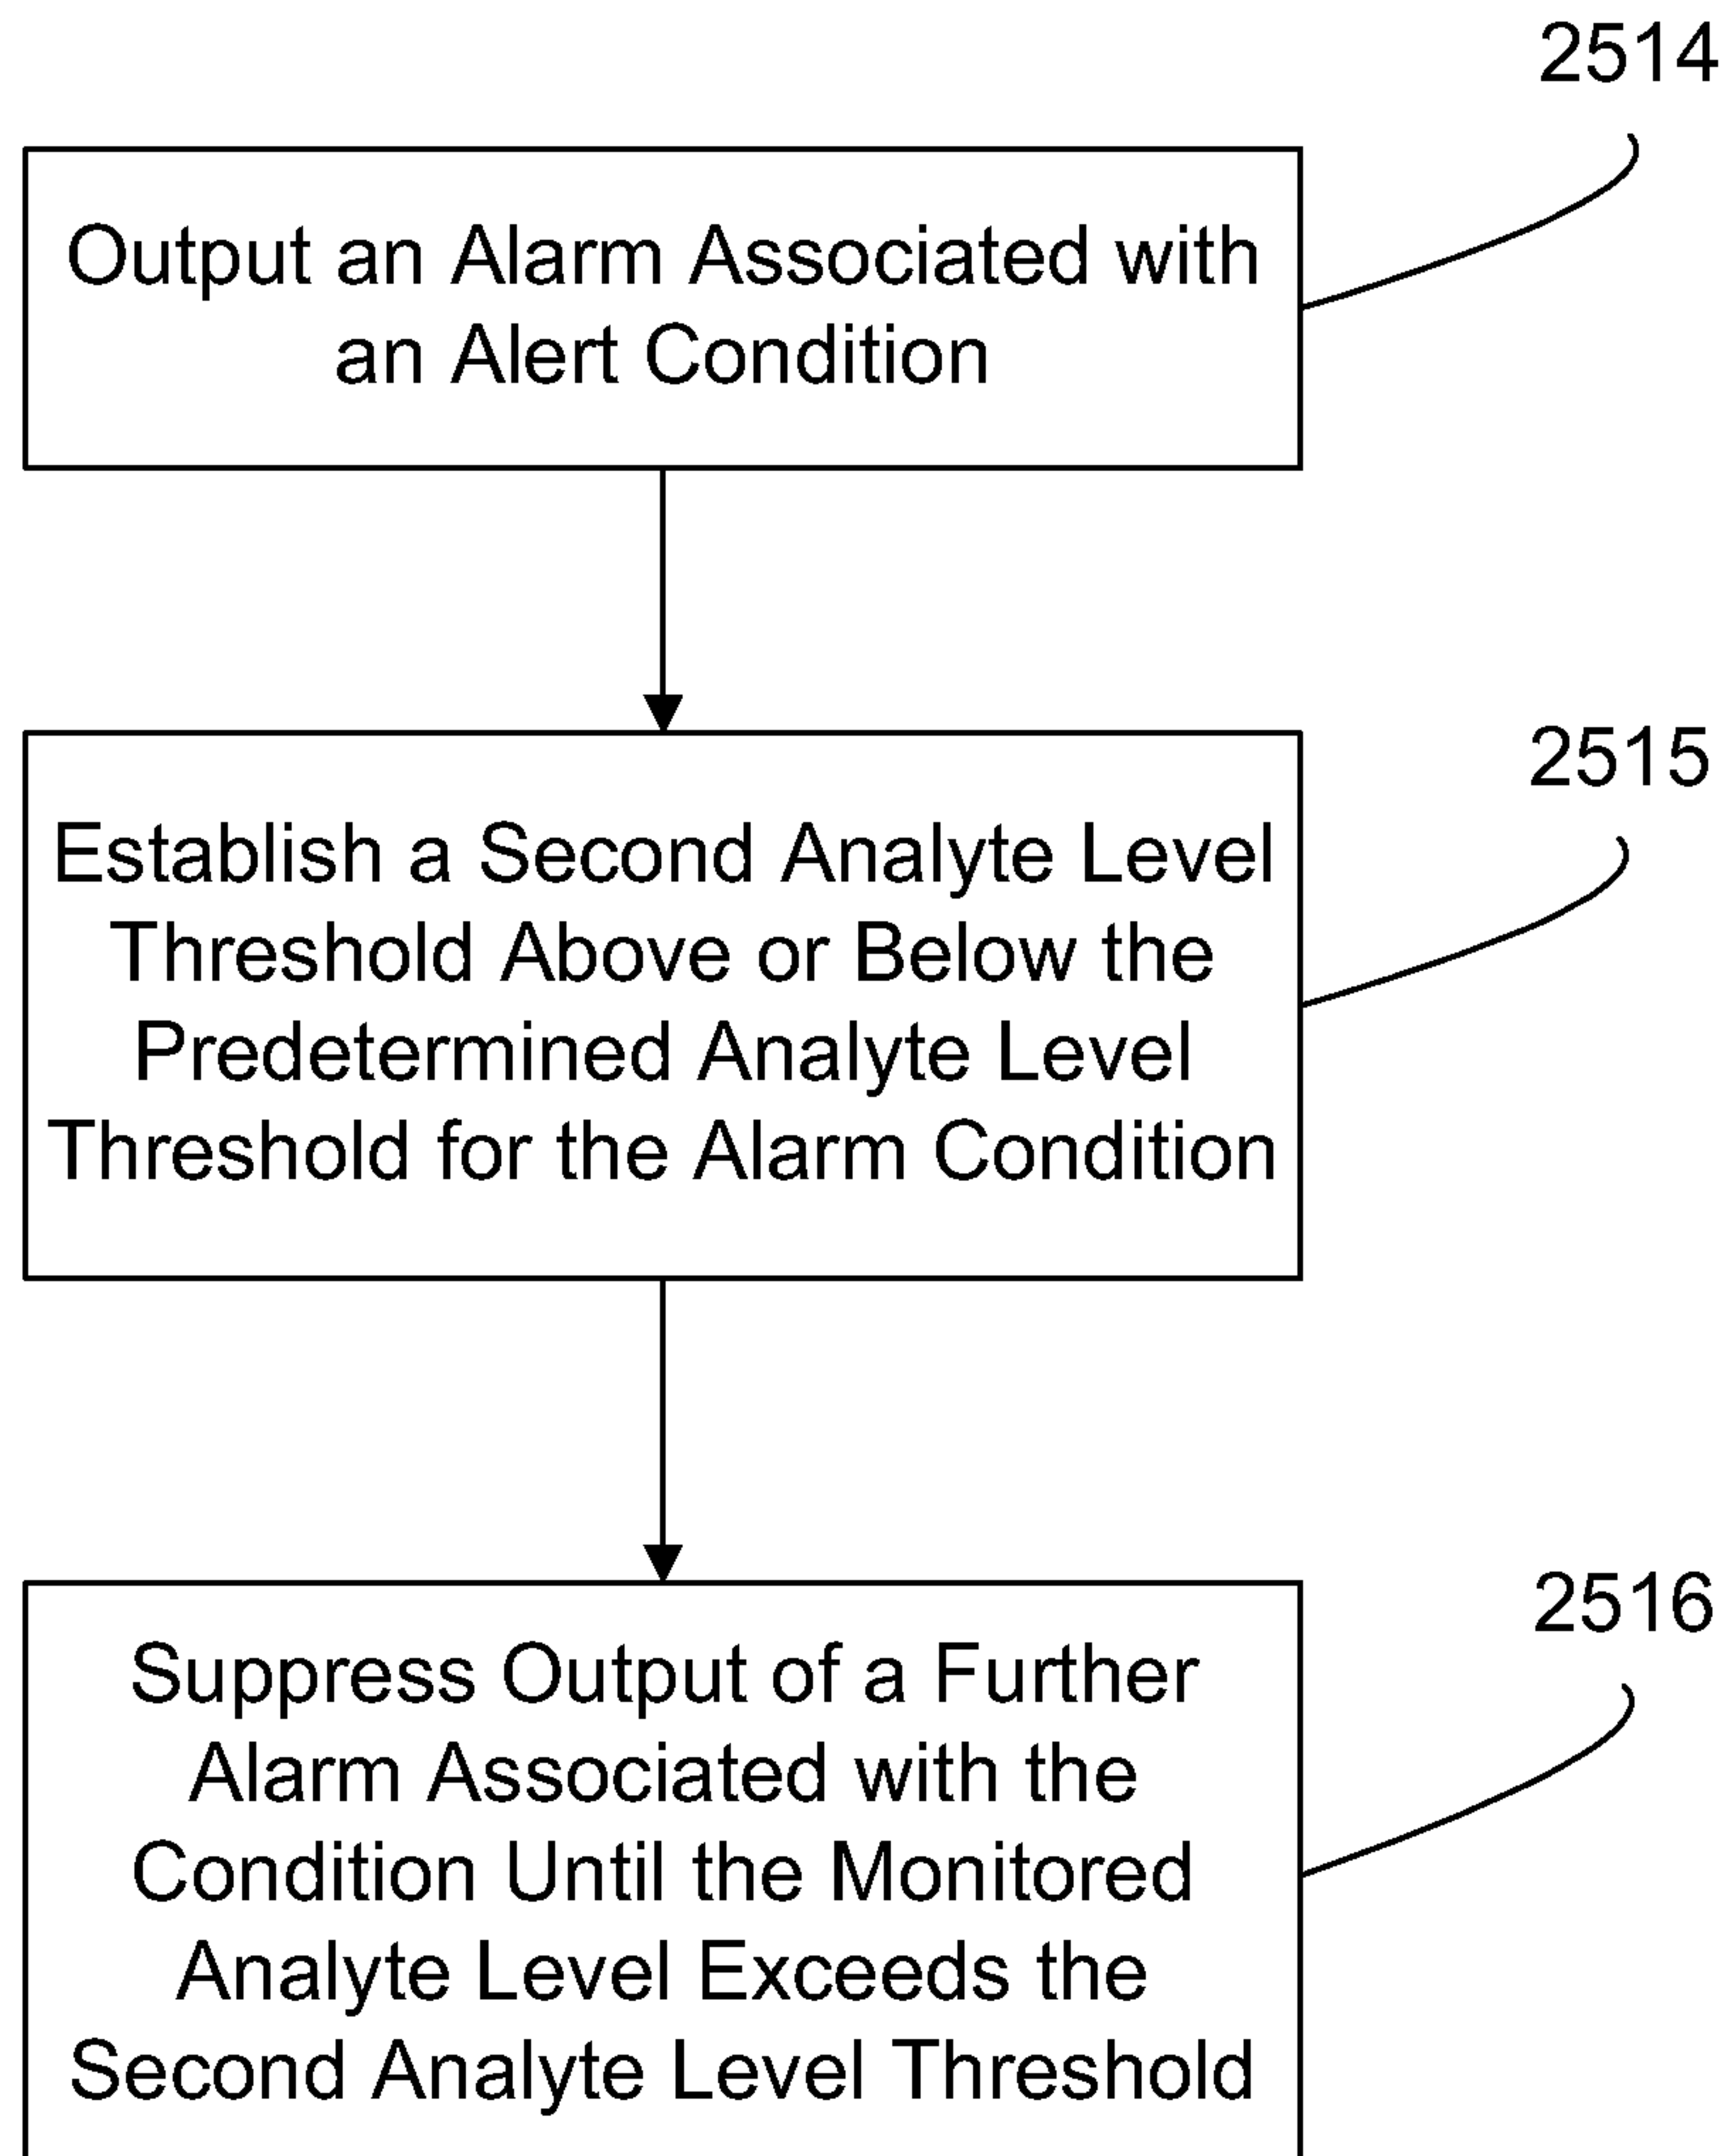 2514
Output an Alarm Associated with
an Alert Condition
2515
Establish a Second Analyte Level
Threshold Above or Below the
Predetermined Analyte Level
Threshold for the Alarm Condition
2516
Suppress Output of a Further
Alarm Associated with the
Condition Until the Monitored
Analyte Level Exceeds the
Second Analyte Level Threshold